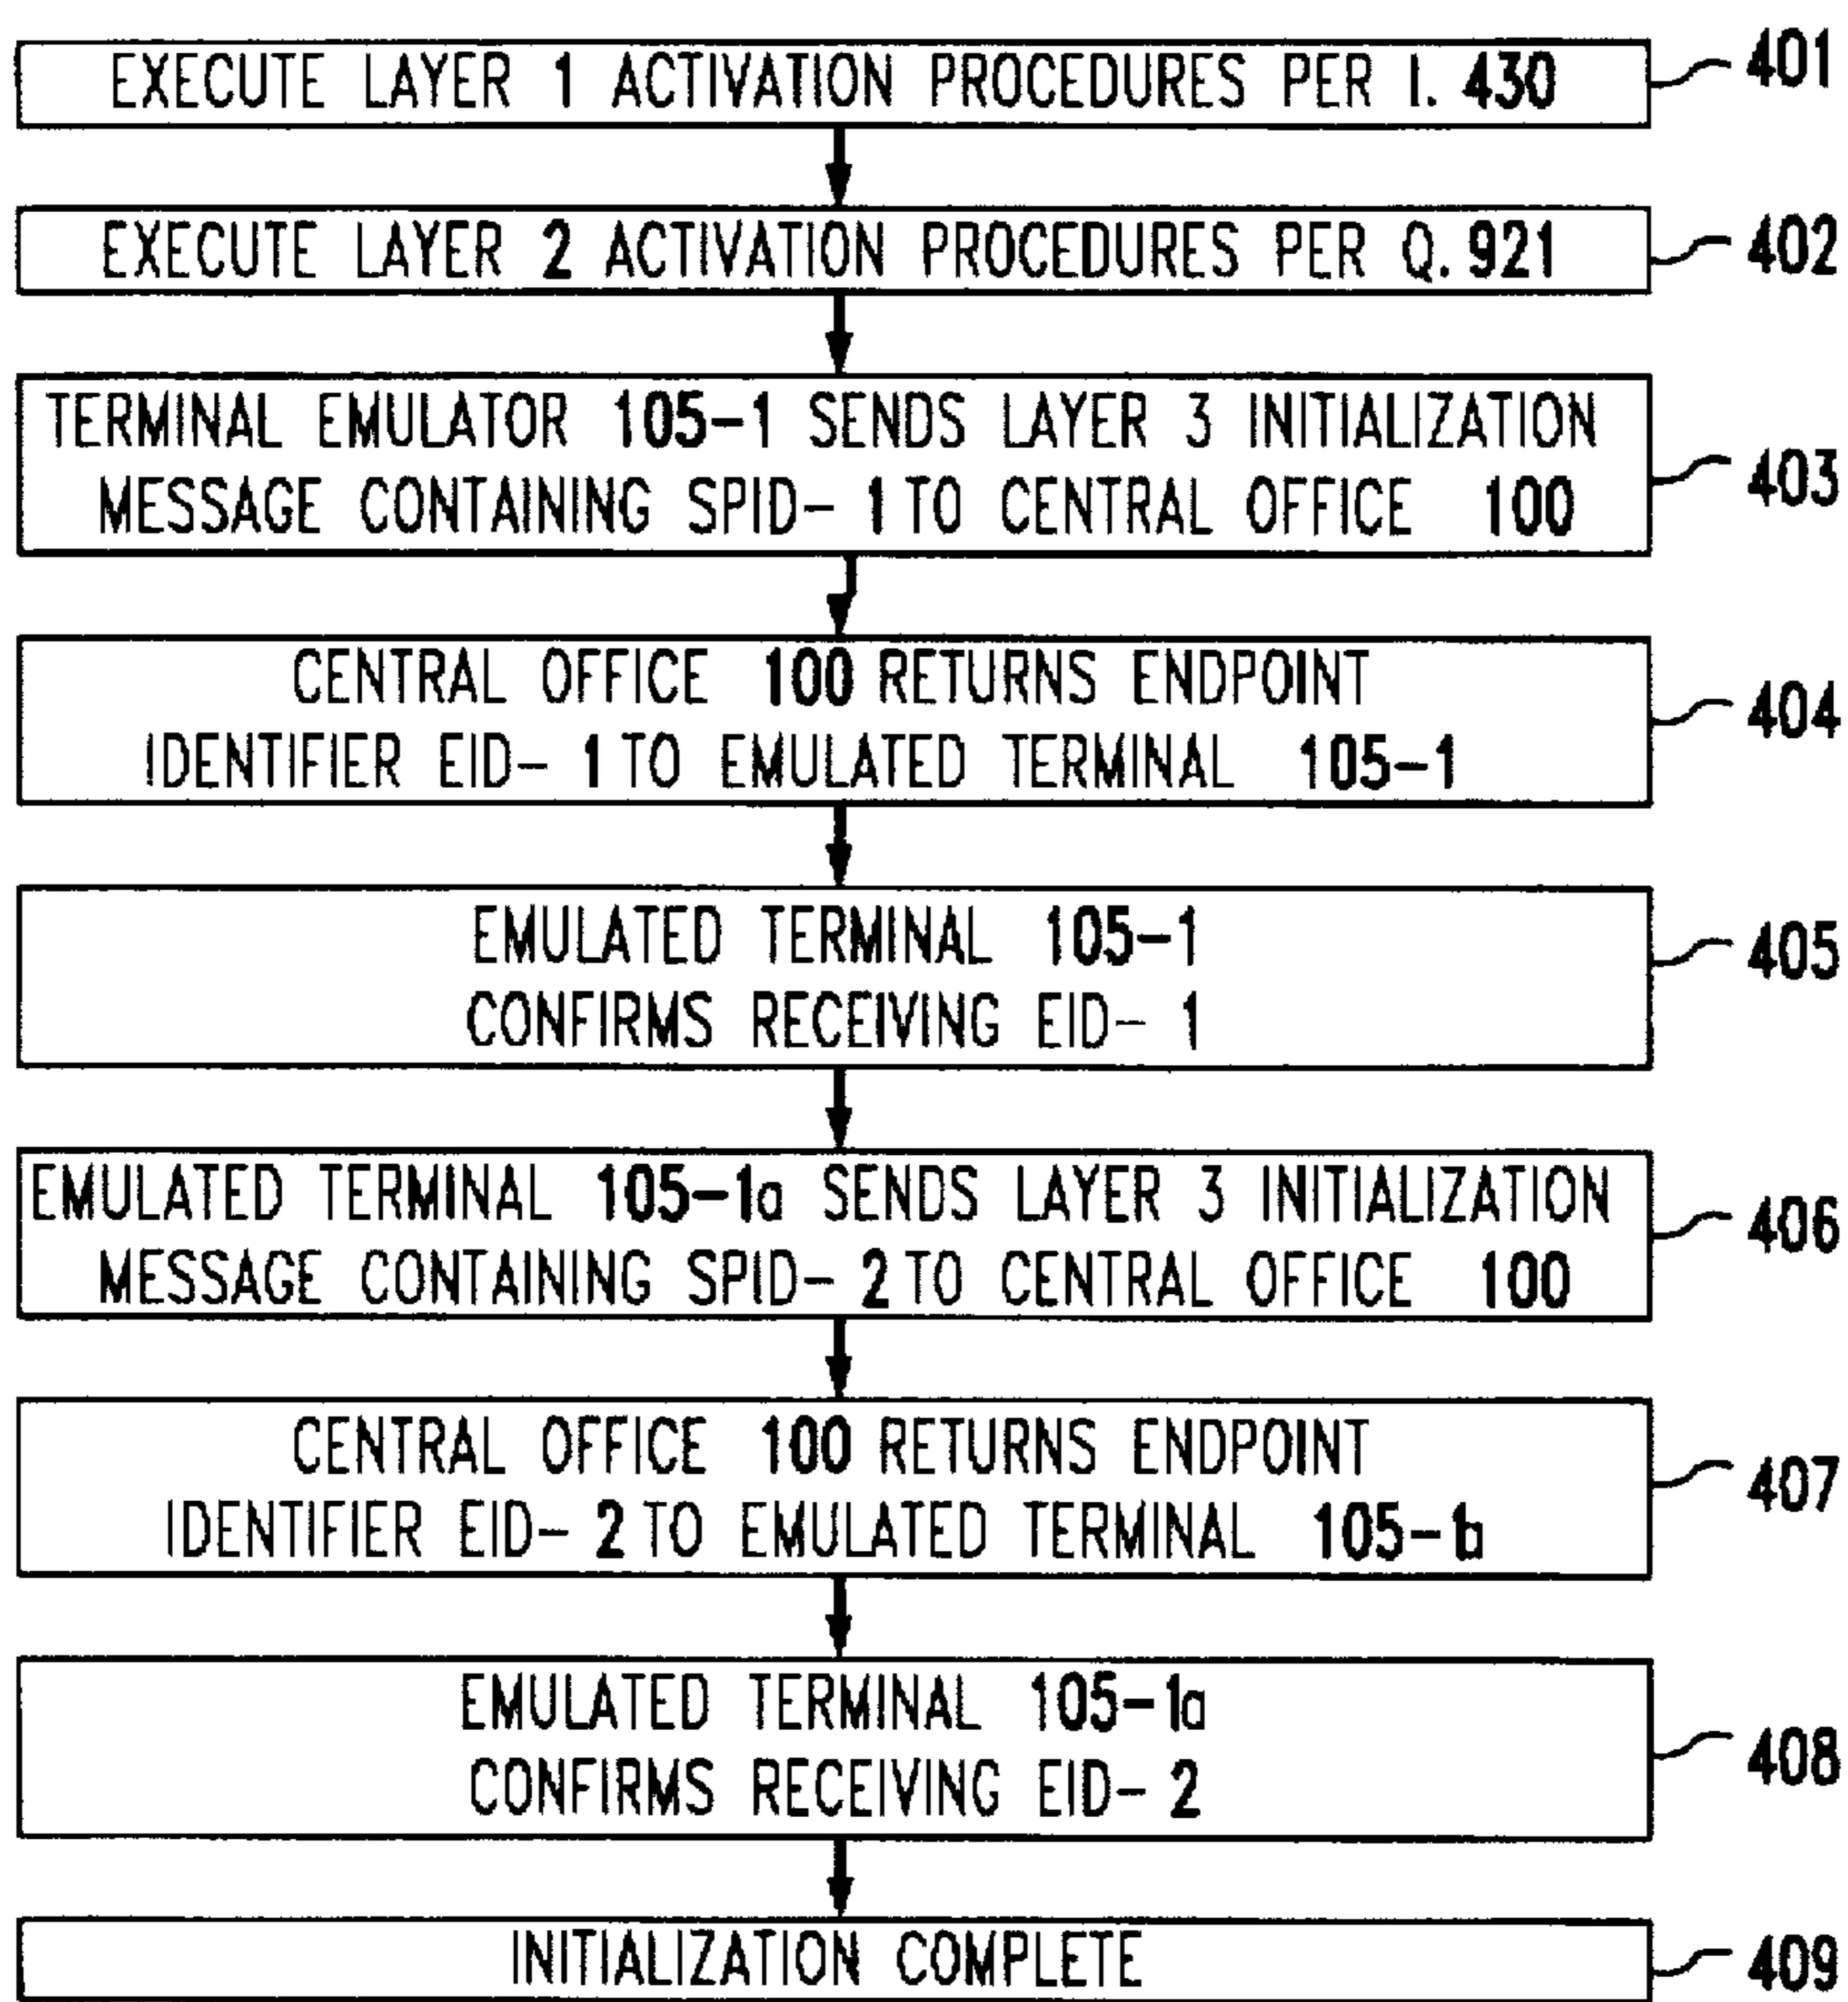 EXECUTE LAYER 1 ACTIVATION PROCEDURES PER I. 430
401
EXECUTE LAYER 2 ACTIVATION PROCEDURES PER Q. 921
402
TERMINAL EMULATOR 105-1 SENDS LAYER 3 INITIALIZATION
MESSAGE CONTAINING SPID- 1 TO CENTRAL OFFICE 100
403
CENTRAL OFFICE 100 RETURNS ENDPOINT
IDENTIFIER EID- 1 TO EMULATED TERMINAL 105-1
404
EMULATED TERMINAL 105-1
CONFIRMS RECEIVING EID- 1
405
EMULATED TERMINAL 105-1a SENDS LAYER 3 INITIALIZATION
MESSAGE CONTAINING SPID- 2 TO CENTRAL OFFICE 100
406
CENTRAL OFFICE 100 RETURNS ENDPOINT
IDENTIFIER EID- 2 TO EMULATED TERMINAL 105-1b
407
EMULATED TERMINAL 105-1a
CONFIRMS RECEIVING EID- 2
408
INITIALIZATION COMPLETE
409